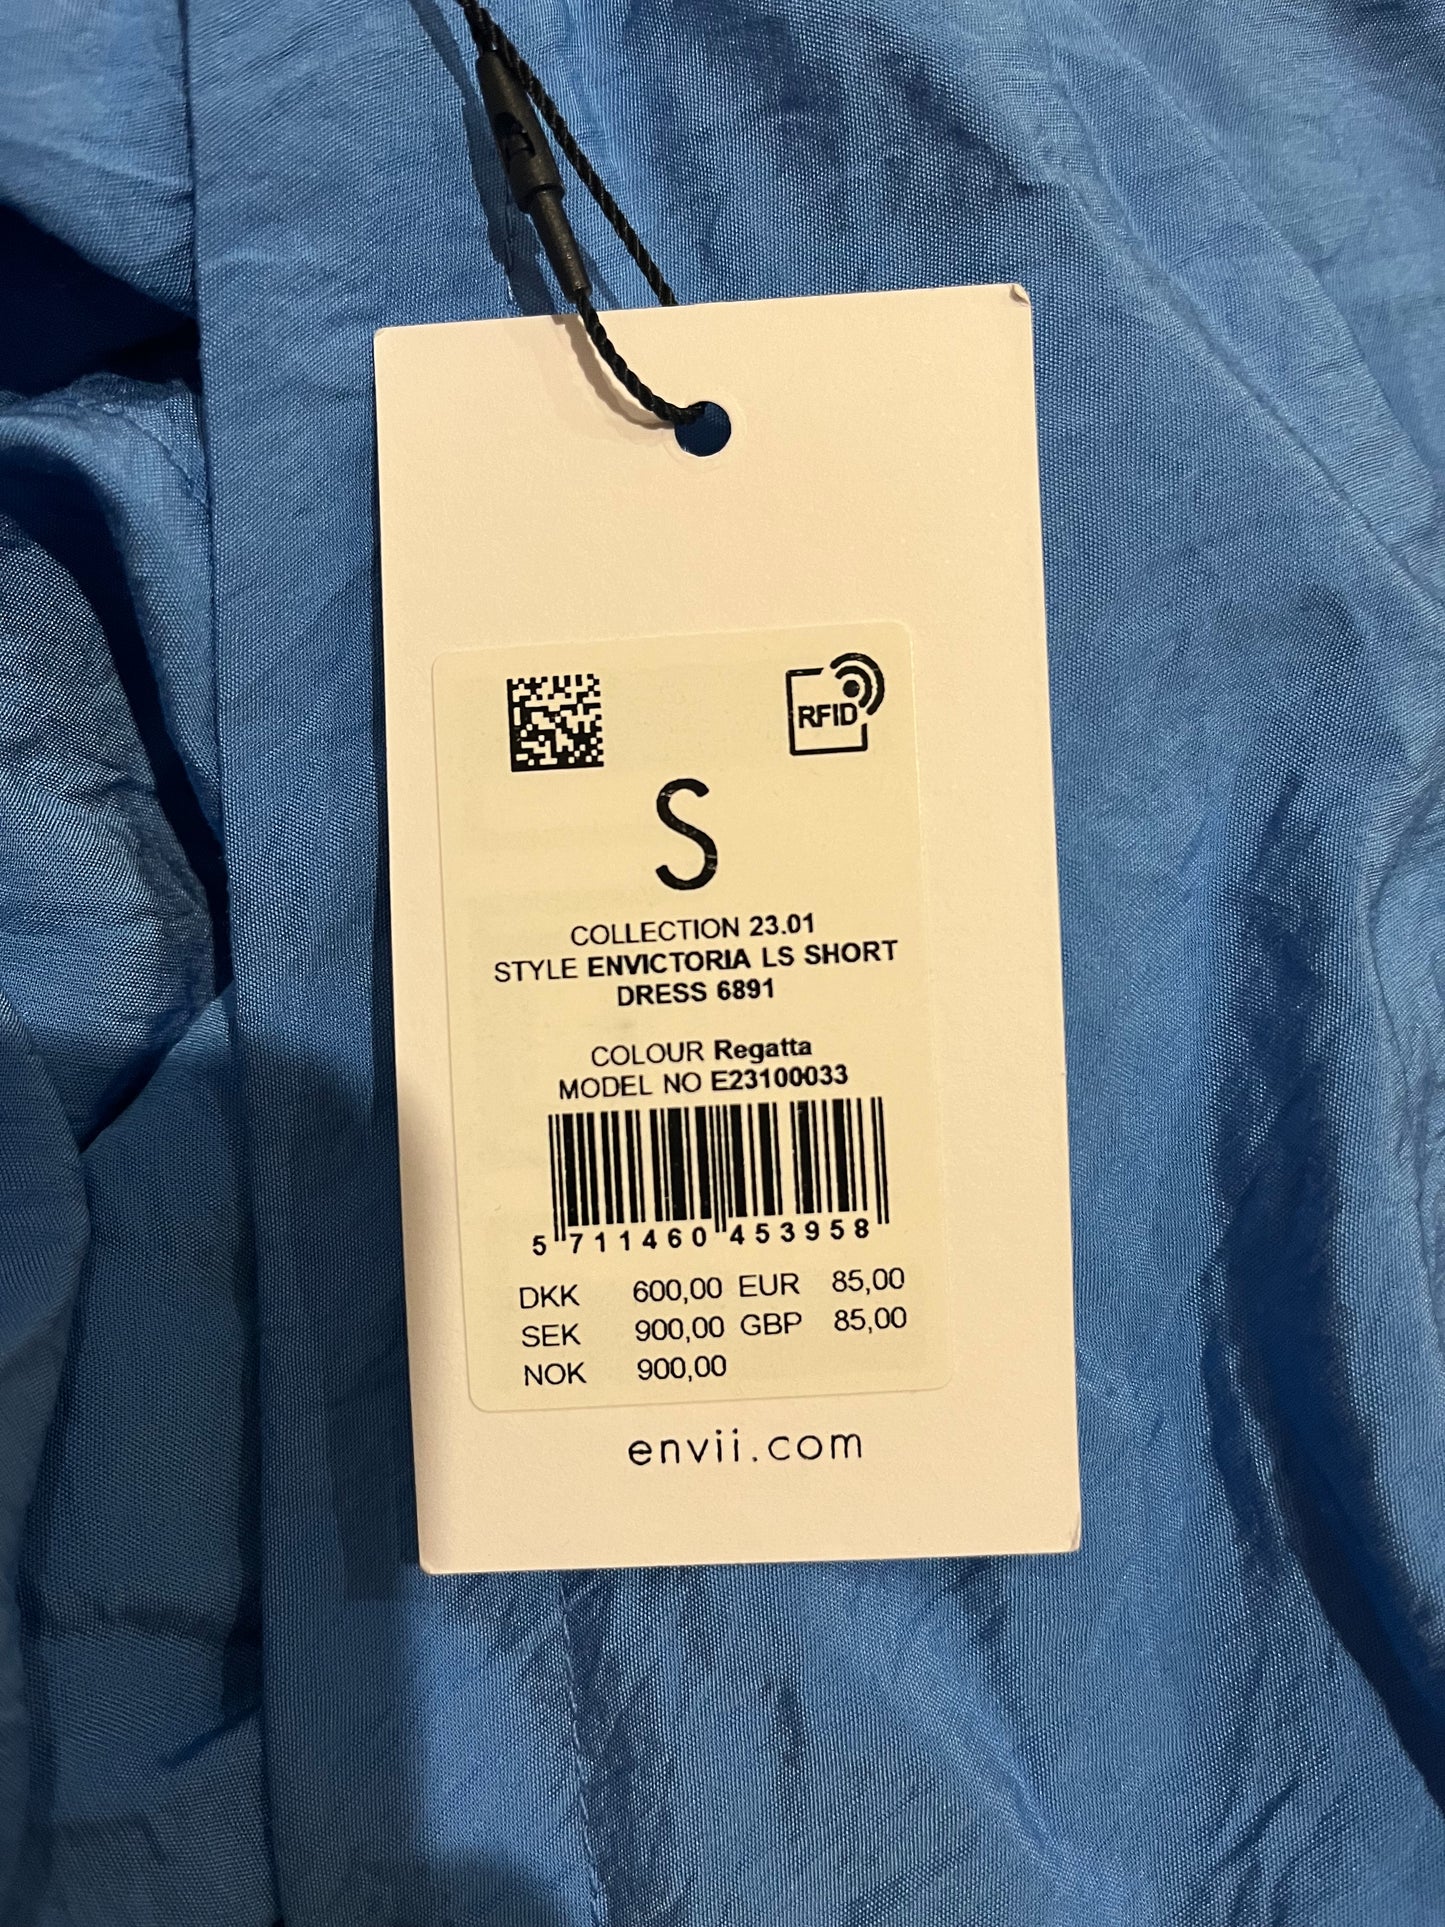 RFID
S
COLLECTION 23.01
STYLE ENVICTORIA LS SHORT
DRESS 6891
COLOUR Regatta
MODEL NO E23100033
5 711460 453958
DKK 600,00 EUR 85,00
SEK 900,00 GBP 85,00
NOK 900,00
envii.com